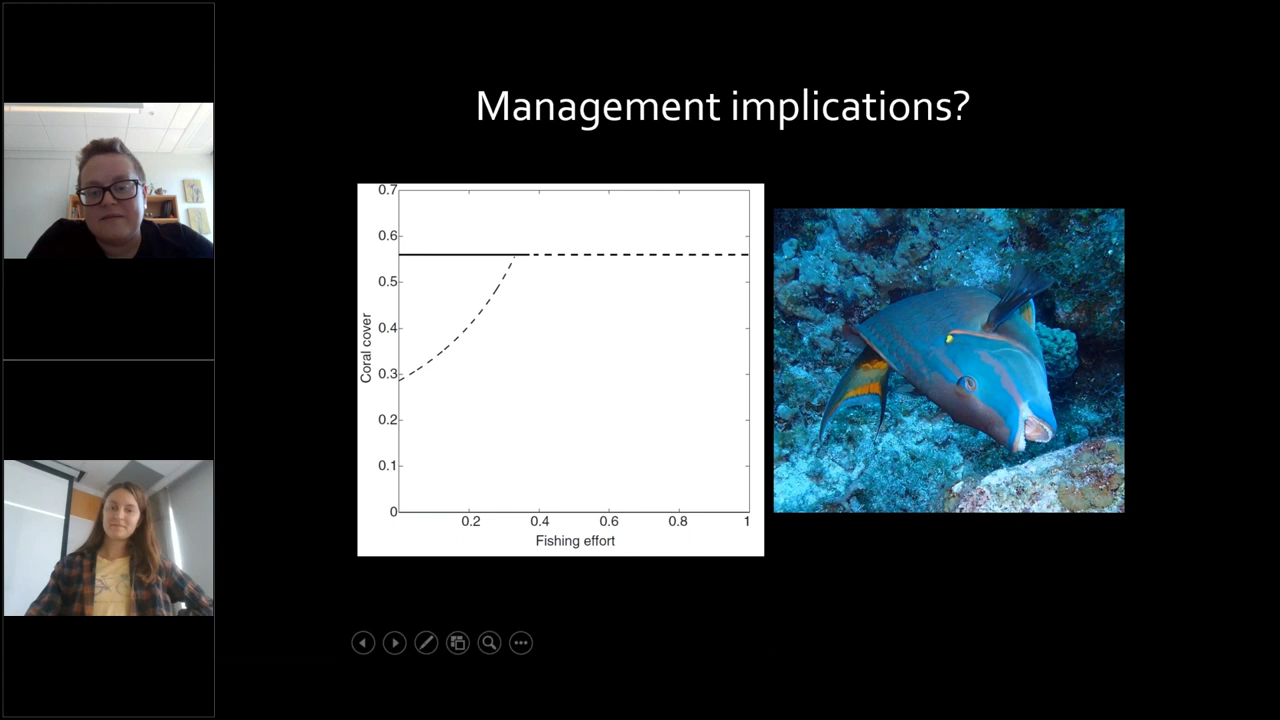 Management implications?
0.7
0.6
0.5
0.4
0.3
0.2
0.1
0
Coral cover
0.2 0.4 0.6 0.8 1
Fishing effort